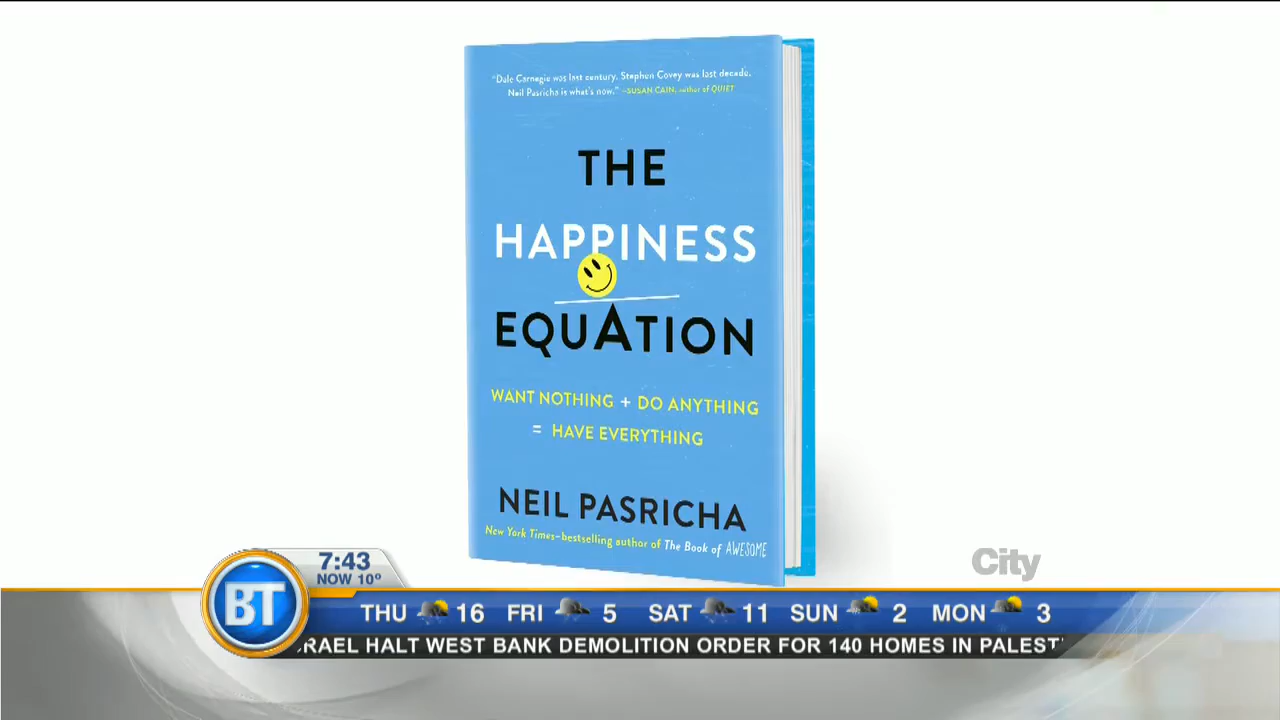 "Dale Carnegie was last century. Stephen Covey was last decade.
Neil Pasricha is what's now." —SUSAN CAIN, author of QUIET
THE
HAPPINESS
EQUATION
WANT NOTHING + DO ANYTHING
= HAVE EVERYTHING
NEIL PASRICHA
New York Times–bestselling author of The Book of AWESOME
City
7:43
NOW 10°
BT
THU 16 FRI 5 SAT 11 SUN 2 MON 3
SRAEL HALT WEST BANK DEMOLITION ORDER FOR 140 HOMES IN PALEST